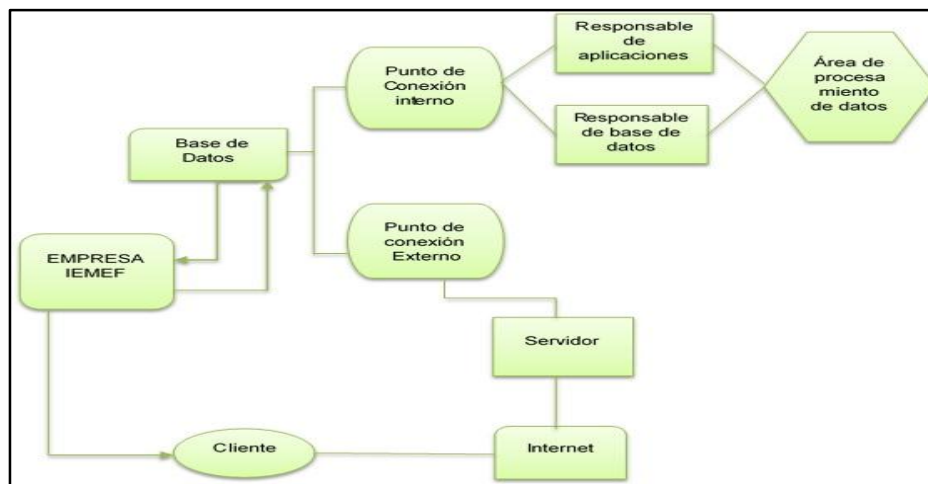 Responsable
de
aplicaciones
Punto de
Conexión
interno
Área de
procesa
miento
de datos
Responsable
de base de
datos
Base de
Datos
Punto de
conexión
Externo
EMPRESA
IEMEF
Servidor
Cliente
Internet